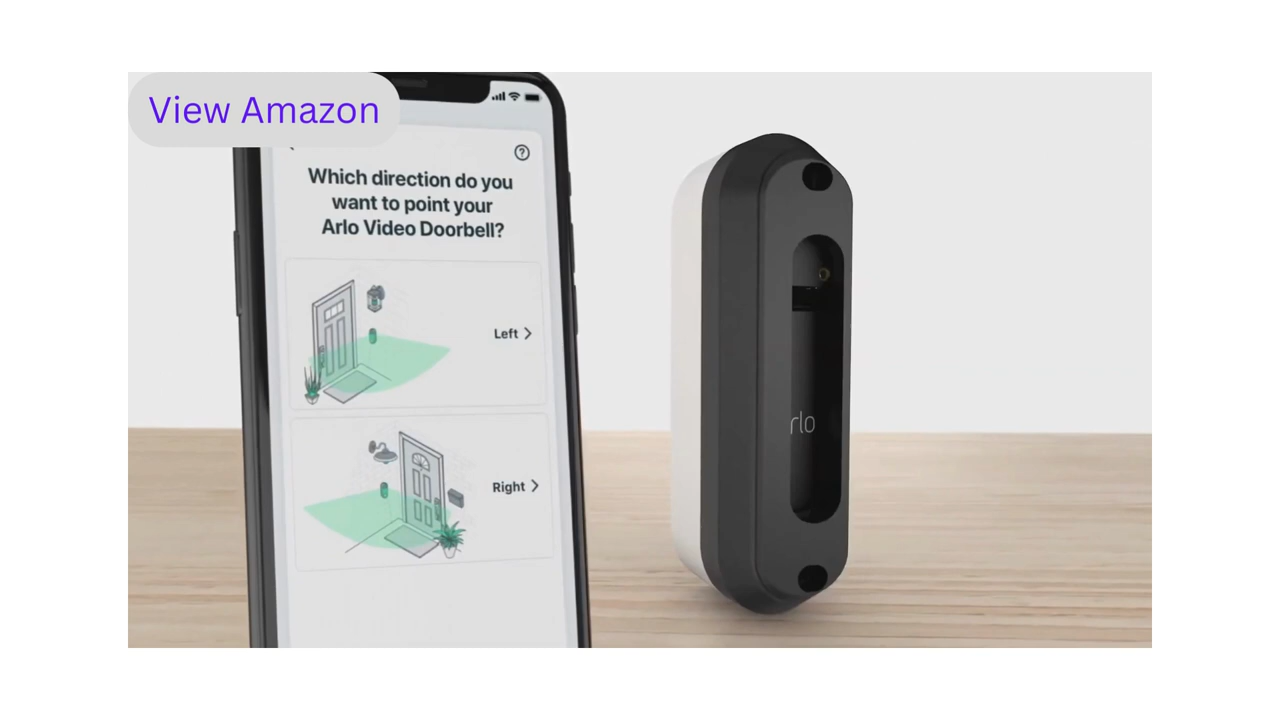 View Amazon
Which direction do you
want to point your
Arlo Video Doorbell?
Left
Right
rlo